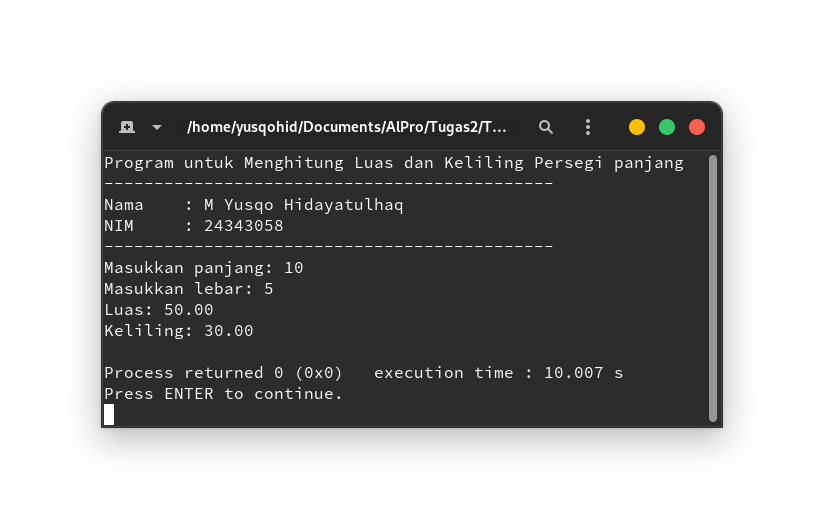 /home/yusqohid/Documents/AlPro/Tugas2/T...
Program untuk Menghitung Luas dan Keliling Persegi panjang
---------------------------------------------
Nama    : M Yusqo Hidayatulhaq
NIM     : 24343058
---------------------------------------------
Masukkan panjang: 10
Masukkan lebar: 5
Luas: 50.00
Keliling: 30.00
Process returned 0 (0x0)   execution time : 10.007 s
Press ENTER to continue.